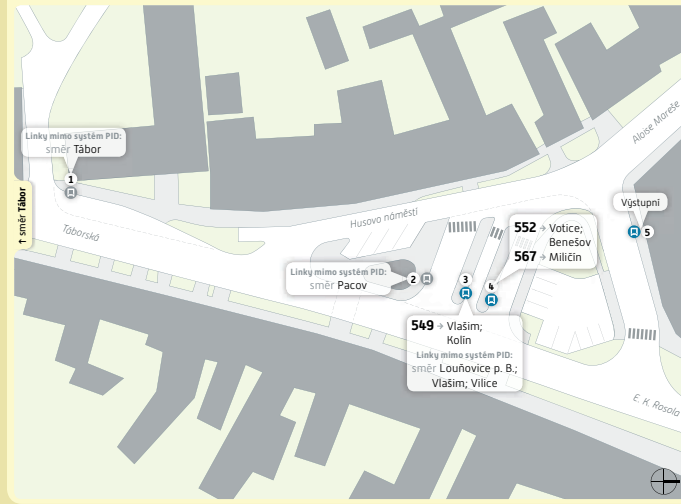 Linky mimo systém PID:
směr Tábor
1
↑ směr Tábor
Táborská
Husovo náměstí
Aloise Mareše
Výstupní
5
552 → Votice;
Benešov
567 → Miličín
Linky mimo systém PID:
směr Pacov
2
3
4
549 → Vlašim;
Kolín
Linky mimo systém PID:
směr Louňovice p. B.;
Vlašim; Vilice
E. K. Rosola